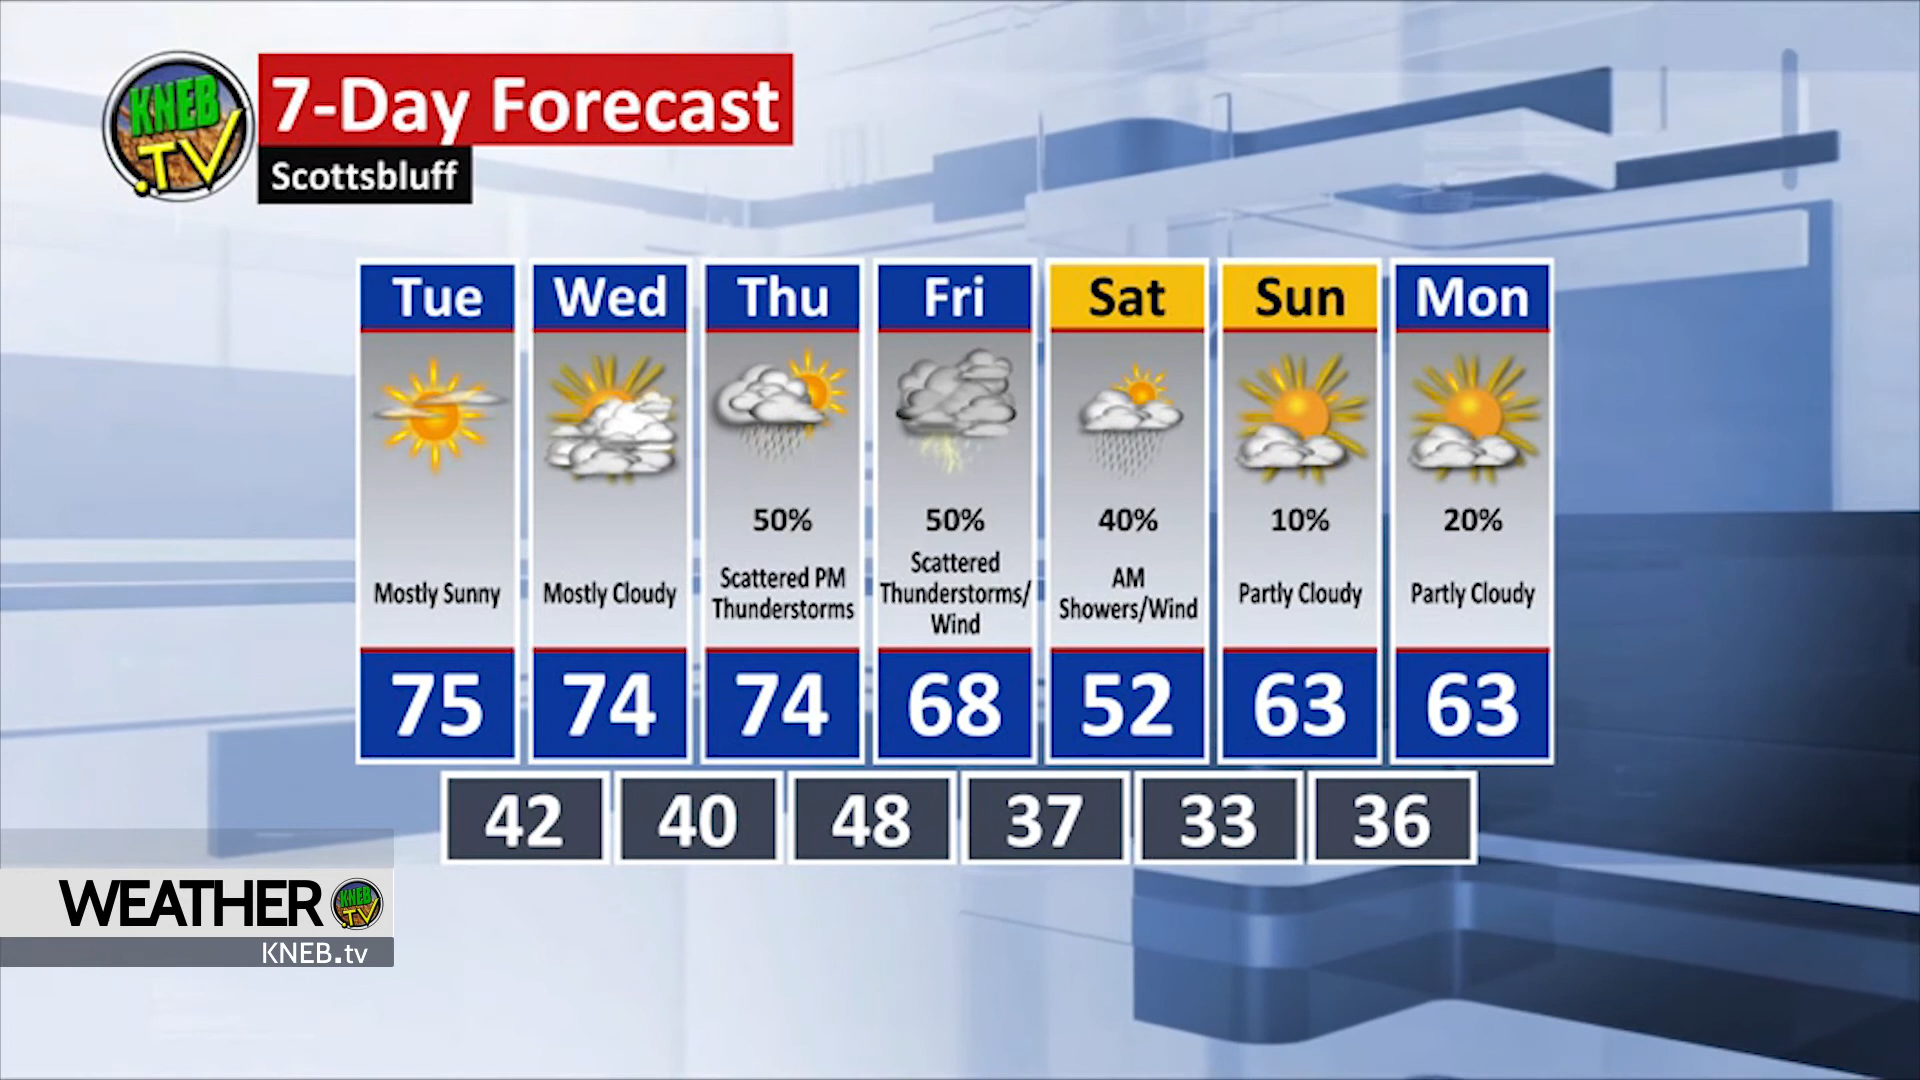 KNEB
.TV
7-Day Forecast
Scottsbluff
Tue Wed Thu Fri Sat Sun Mon
50% 50% 40% 10% 20%
Mostly Sunny
Mostly Cloudy
Scattered PM
Thunderstorms
Scattered
Thunderstorms/
Wind
AM
Showers/Wind
Partly Cloudy
Partly Cloudy
75 74 74 68 52 63 63
42 40 48 37 33 36
WEATHER
KNEB
.TV
KNEB.tv